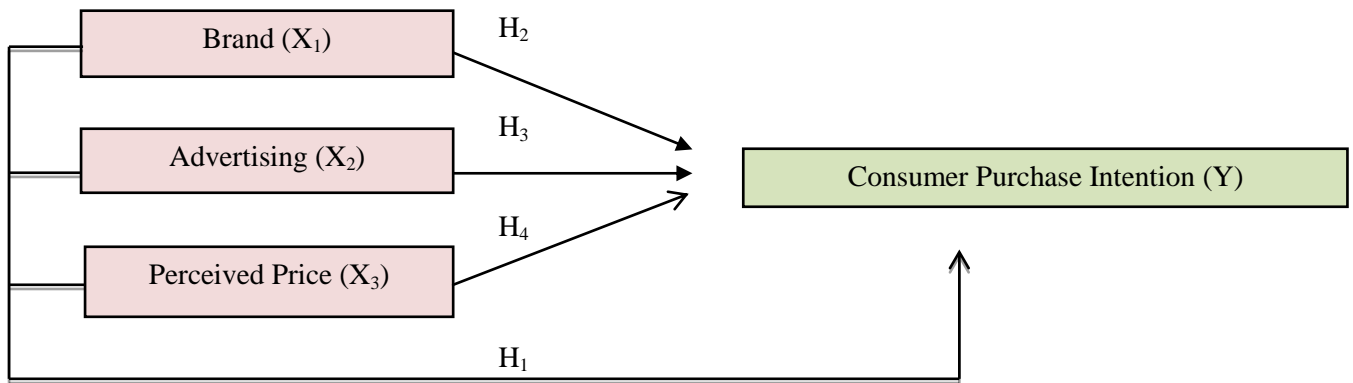 Brand (X₁)
H₂
Advertising (X₂)
H₃
Consumer Purchase Intention (Y)
Perceived Price (X₃)
H₄
H₁